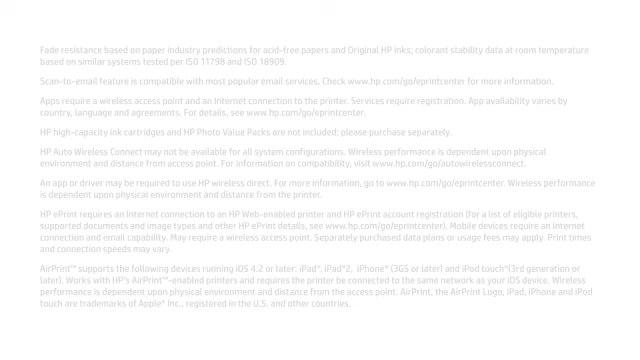 Fade resistance based on paper industry predictions for acid-free papers and Original HP inks; colorant stability data at room temperature
based on similar systems tested per ISO 11798 and ISO 18909.
Scan-to-email feature is compatible with most popular email services. Check www.hp.com/go/eprintcenter for more information.
Apps require a wireless access point and an Internet connection to the printer. Services require registration. App availability varies by
country, language and agreements. For details, see www.hp.com/go/eprintcenter.
HP high-capacity ink cartridges and HP Photo Value Packs are not included; please purchase separately.
HP Auto Wireless Connect may not be available for all system configurations. Wireless performance is dependent upon physical
environment and distance from access point. For information on compatibility, visit www.hp.com/go/autowirelessconnect.
An app or driver may be required to use HP wireless direct. For more information, go to www.hp.com/go/eprintcenter. Wireless performance
is dependent upon physical environment and distance from the printer.
HP ePrint requires an Internet connection to an HP Web-enabled printer and HP ePrint account registration (for a list of eligible printers,
supported documents and image types and other HP ePrint details, see www.hp.com/go/eprintcenter). Mobile devices require an Internet
connection and email capability. May require a wireless access point. Separately purchased data plans or usage fees may apply. Print times
and connection speeds may vary.
AirPrint™ supports the following devices running iOS 4.2 or later: iPad®, iPad®2, iPhone® (3GS or later) and iPod touch®(3rd generation or
later). Works with HP's AirPrint™-enabled printers and requires the printer be connected to the same network as your iOS device. Wireless
performance is dependent upon physical environment and distance from the access point. AirPrint, the AirPrint Logo, iPad, iPhone and iPod
touch are trademarks of Apple® Inc., registered in the U.S. and other countries.